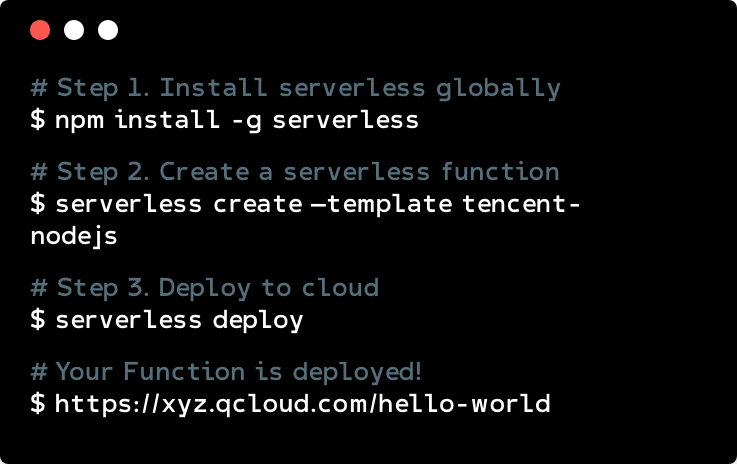 # Step 1. Install serverless globally
$ npm install -g serverless
# Step 2. Create a serverless function
$ serverless create —template tencent-
nodejs
# Step 3. Deploy to cloud
$ serverless deploy
# Your Function is deployed!
$ https://xyz.qcloud.com/hello-world